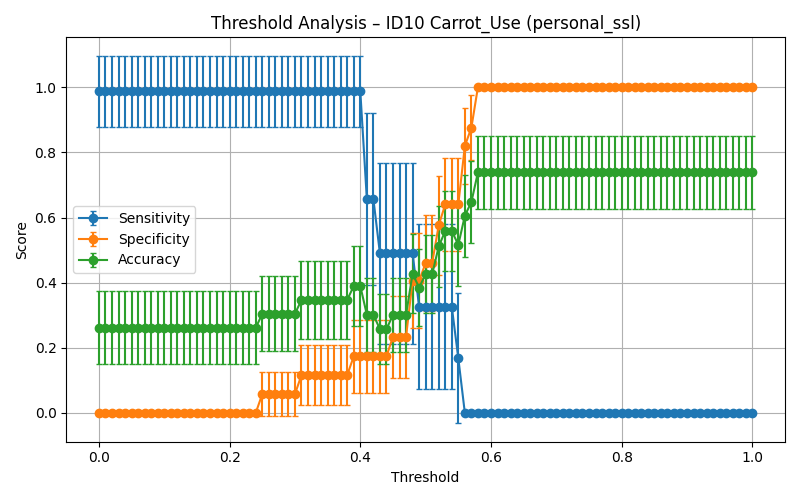 Threshold Analysis – ID10 Carrot_Use (personal_ssl)
Score
1.0
0.8
0.6
0.4
0.2
0.0
Sensitivity
Specificity
Accuracy
0.0 0.2 0.4 0.6 0.8 1.0
Threshold